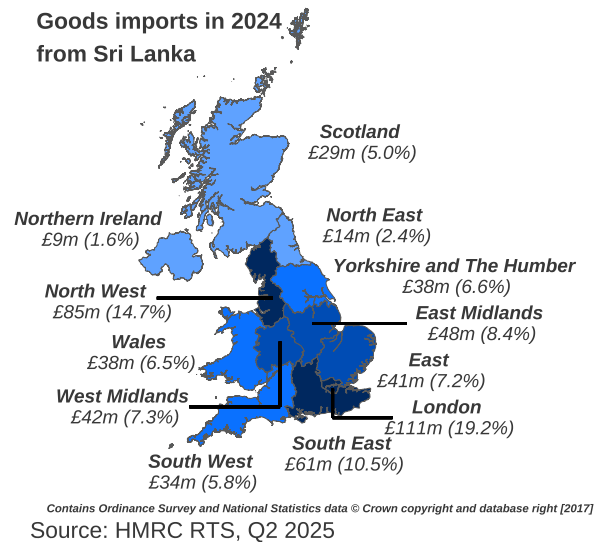 Goods imports in 2024
from Sri Lanka
Scotland
£29m (5.0%)
Northern Ireland
£9m (1.6%)
North East
£14m (2.4%)
Yorkshire and The Humber
£38m (6.6%)
North West
£85m (14.7%)
East Midlands
£48m (8.4%)
Wales
£38m (6.5%)
East
£41m (7.2%)
West Midlands
£42m (7.3%)
London
£111m (19.2%)
South East
£61m (10.5%)
South West
£34m (5.8%)
Contains Ordinance Survey and National Statistics data © Crown copyright and database right [2017]
Source: HMRC RTS, Q2 2025